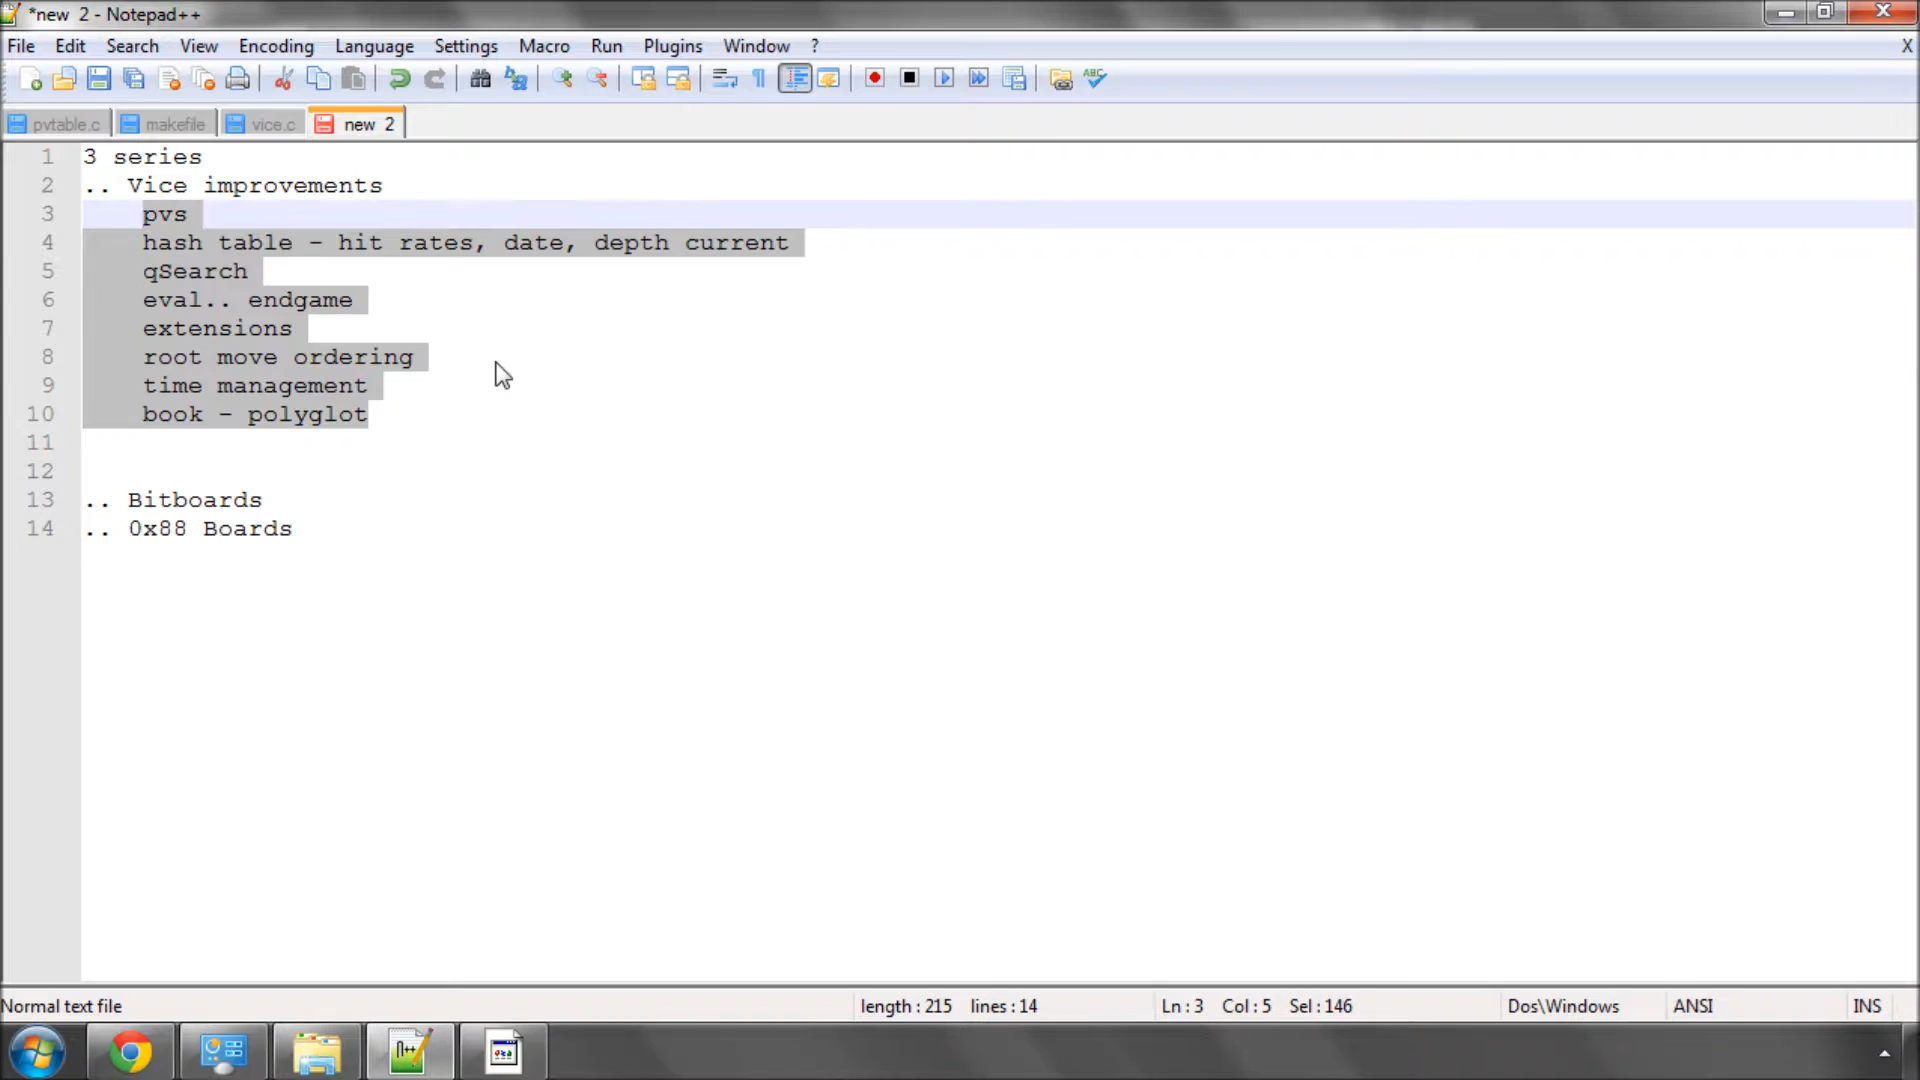 *new 2 - Notepad++
File Edit Search View Encoding Language Settings Macro Run Plugins Window ? X
pvtable.c makefile vice.c new 2
1 3 series
2 .. Vice improvements
3 pvs
4 hash table - hit rates, date, depth current
5 qSearch
6 eval.. endgame
7 extensions
8 root move ordering
9 time management
10 book - polyglot
11
12
13 .. Bitboards
14 .. 0x88 Boards
Normal text file length : 215 lines : 14 Ln : 3 Col : 5 Sel : 146 Dos\Windows ANSI INS